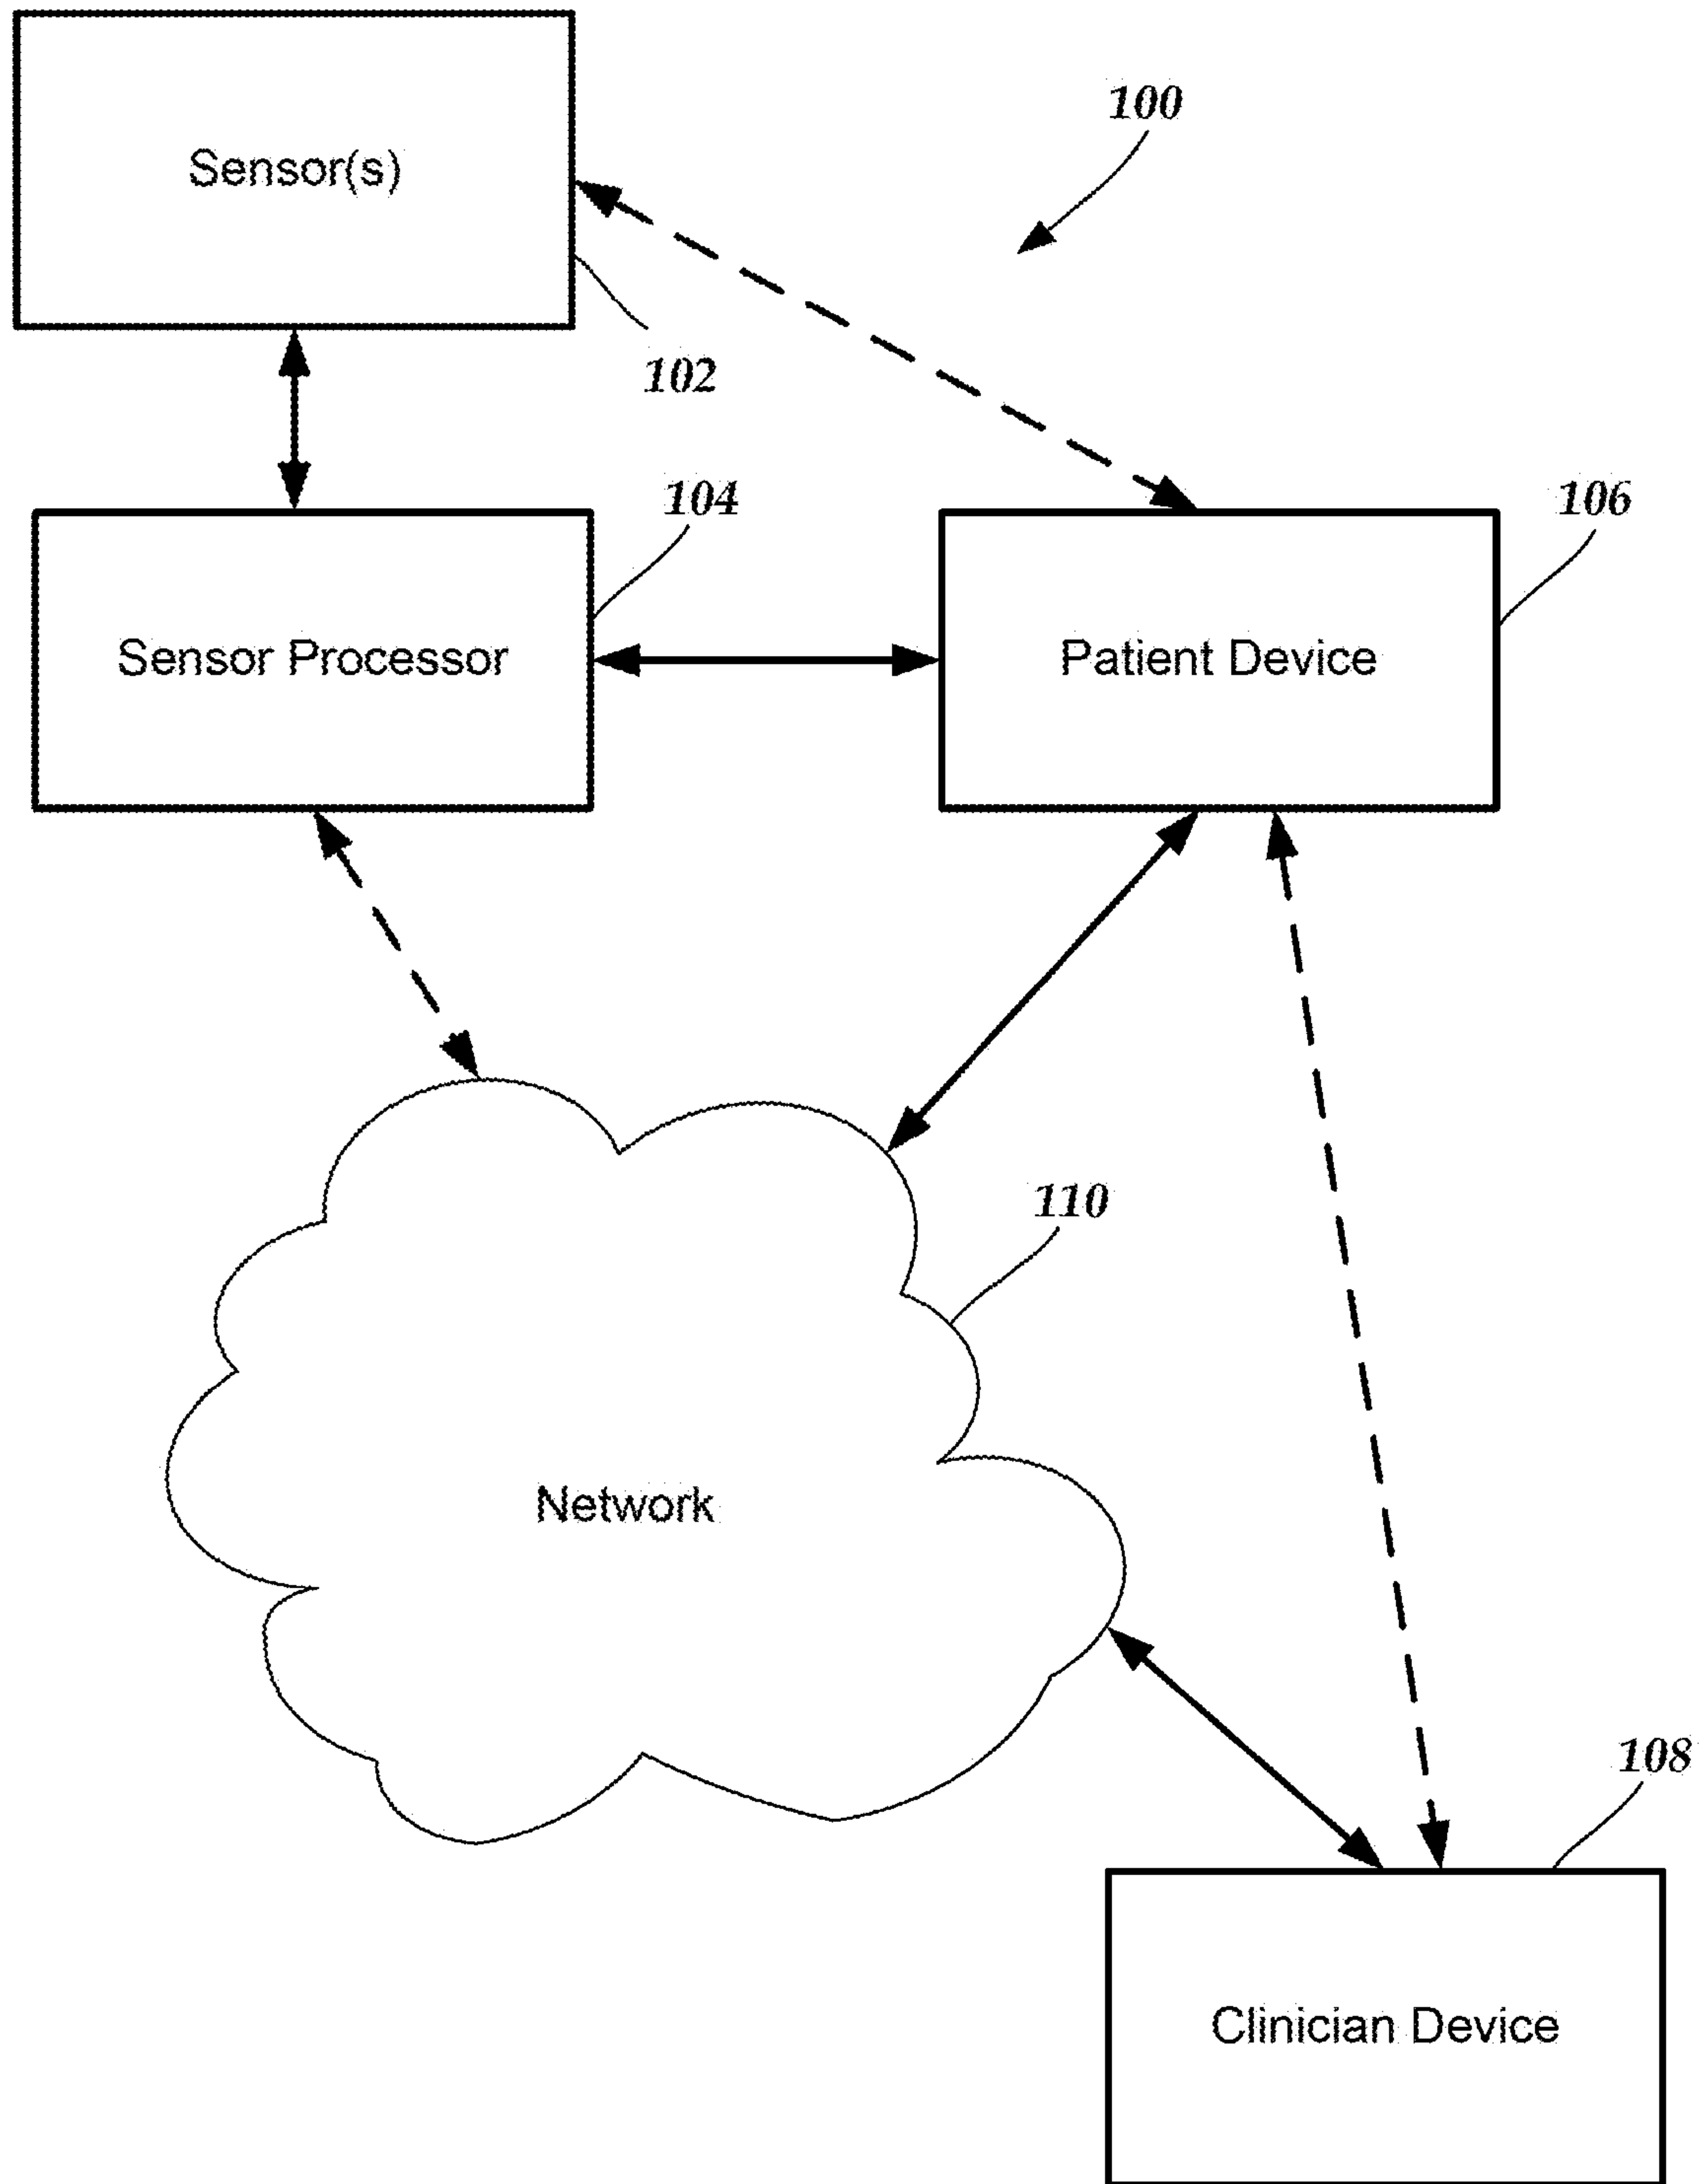 100
Sensor(s)
102
104
106
Sensor Processor
Patient Device
110
Network
108
Clinician Device